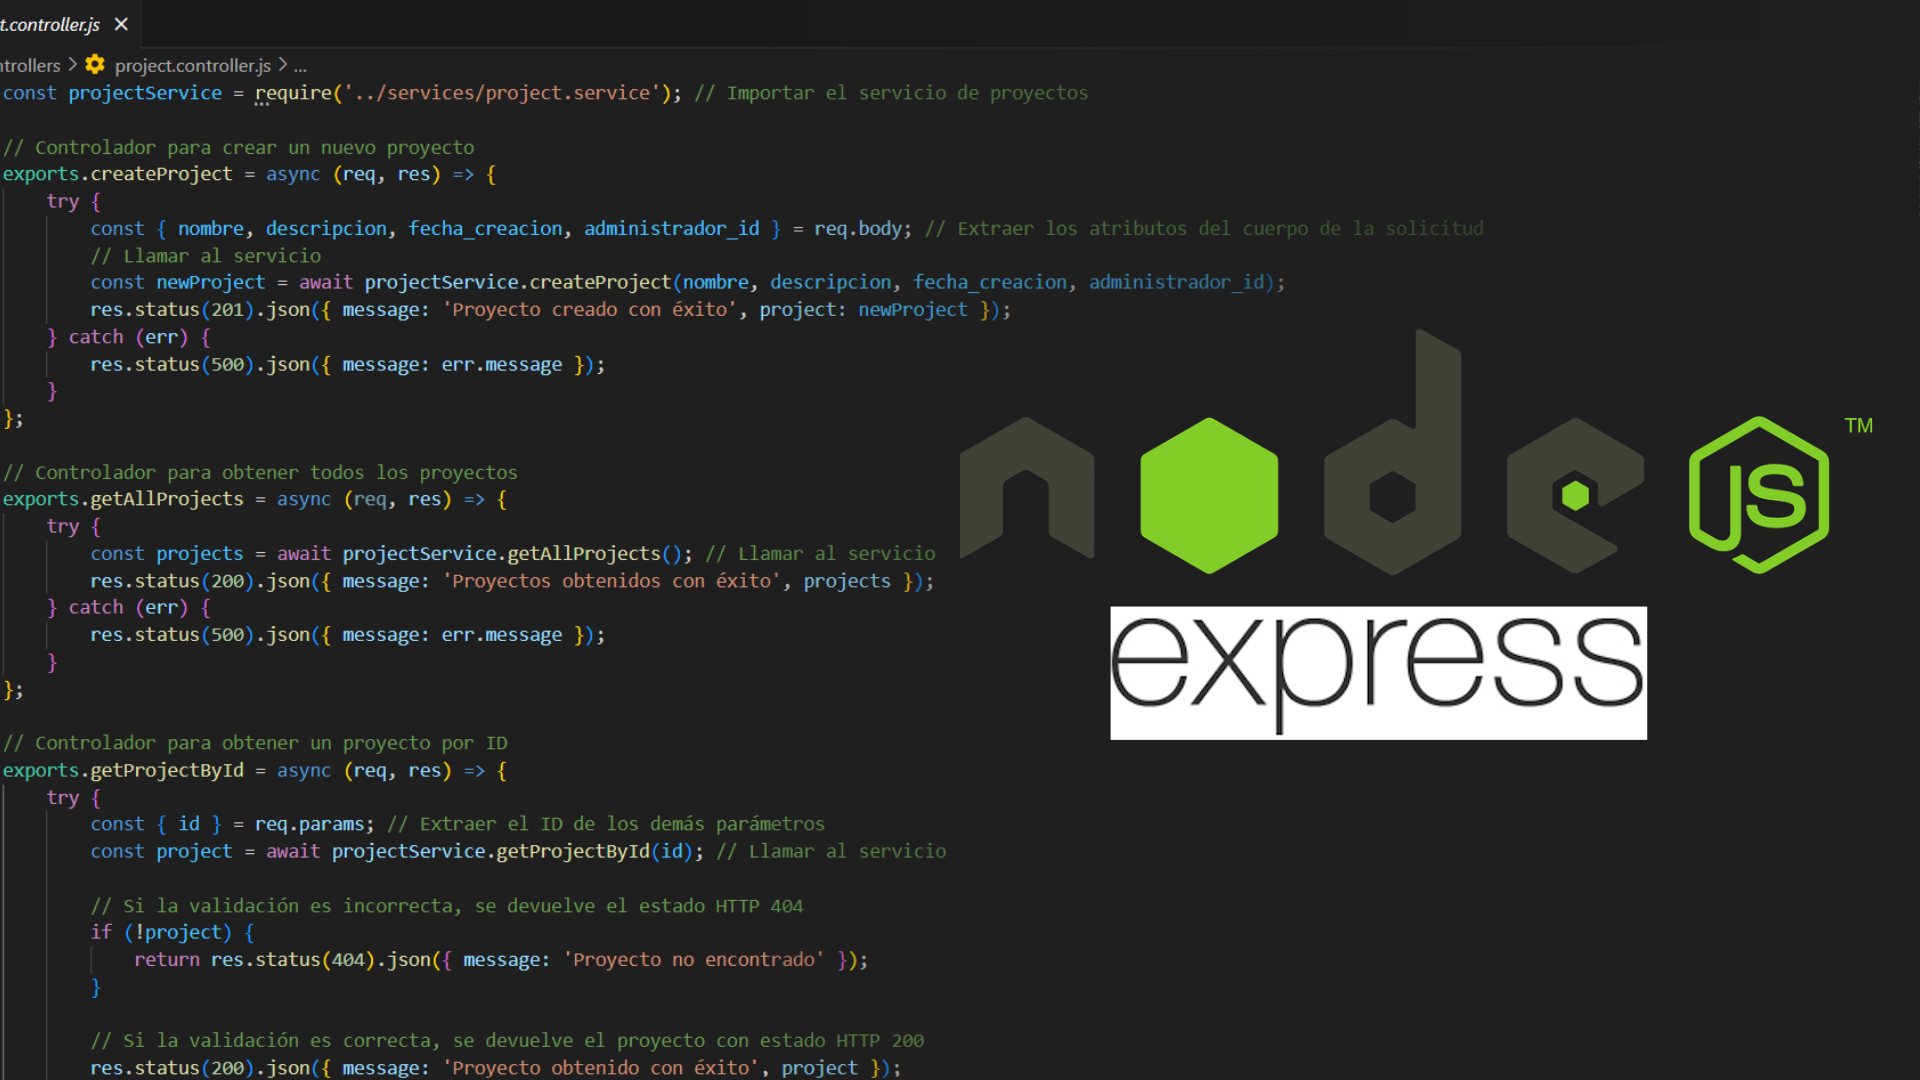 t.controller.js ×
ntrollers > project.controller.js > ...
const projectService = require('../services/project.service'); // Importar el servicio de proyectos
// Controlador para crear un nuevo proyecto
exports.createProject = async (req, res) => {
try {
const { nombre, descripcion, fecha_creacion, administrador_id } = req.body; // Extraer los atributos del cuerpo de la solicitud
// Llamar al servicio
const newProject = await projectService.createProject(nombre, descripcion, fecha_creacion, administrador_id);
res.status(201).json({ message: 'Proyecto creado con éxito', project: newProject });
} catch (err) {
res.status(500).json({ message: err.message });
}
};
// Controlador para obtener todos los proyectos
exports.getAllProjects = async (req, res) => {
try {
const projects = await projectService.getAllProjects(); // Llamar al servicio
res.status(200).json({ message: 'Proyectos obtenidos con éxito', projects });
} catch (err) {
res.status(500).json({ message: err.message });
}
};
// Controlador para obtener un proyecto por ID
exports.getProjectById = async (req, res) => {
try {
const { id } = req.params; // Extraer el ID de los demás parámetros
const project = await projectService.getProjectById(id); // Llamar al servicio
// Si la validación es incorrecta, se devuelve el estado HTTP 404
if (!project) {
return res.status(404).json({ message: 'Proyecto no encontrado' });
}
// Si la validación es correcta, se devuelve el proyecto con estado HTTP 200
res.status(200).json({ message: 'Proyecto obtenido con éxito', project });
node JS TM
express